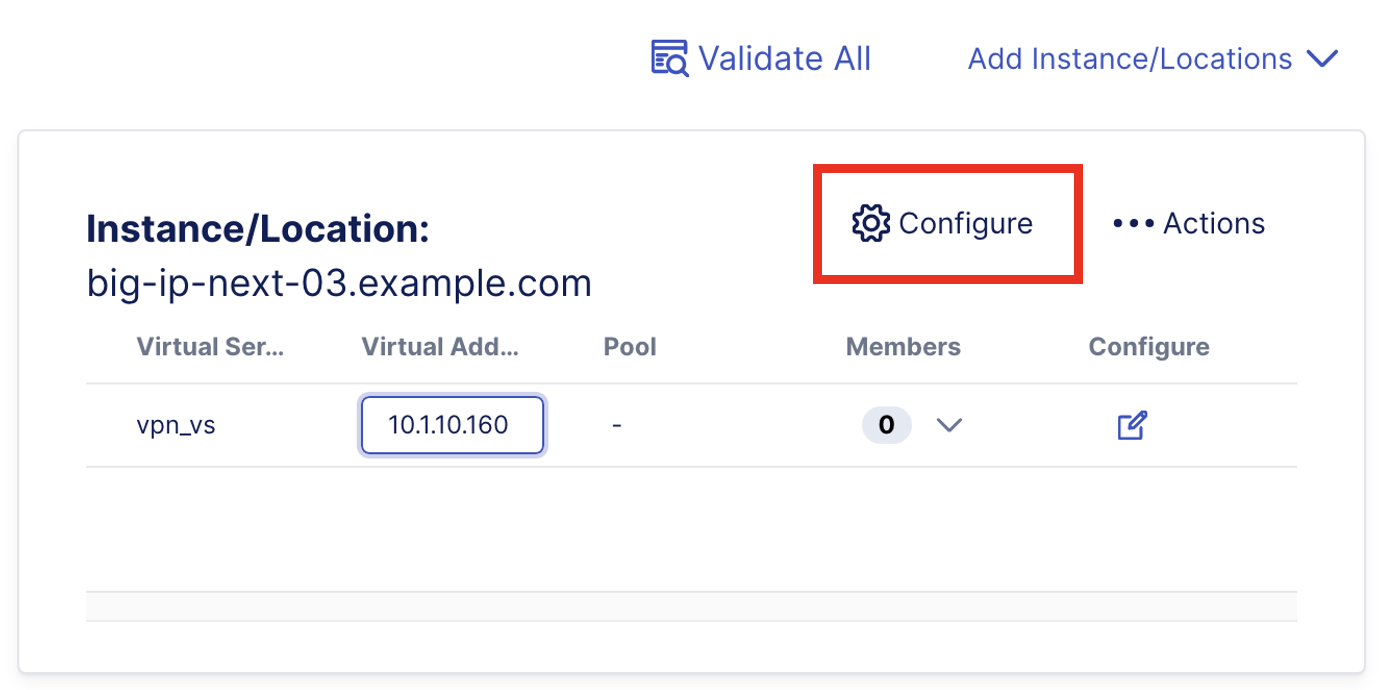 Validate All Add Instance/Locations
Configure ••• Actions
Instance/Location:
big-ip-next-03.example.com
Virtual Ser... Virtual Add... Pool Members Configure
vpn_vs 10.1.10.160 - 0